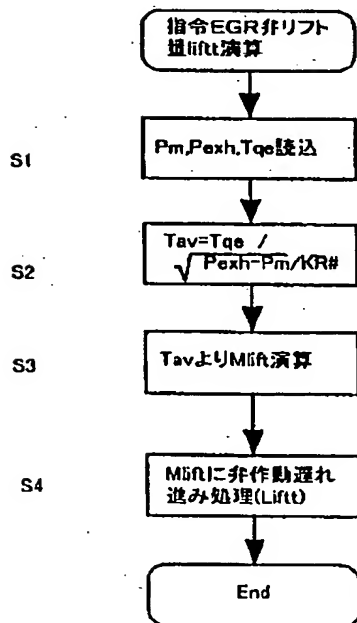 指令EGR弁リフト
量liftt演算
S1
Pm,Pexh,Tqe読込
S2
Tav=Tqe /
√Pexh-Pm/KR#
S3
TavよりMlift演算
S4
Mliftに弁作動遅れ
進み処理(Liftt)
End